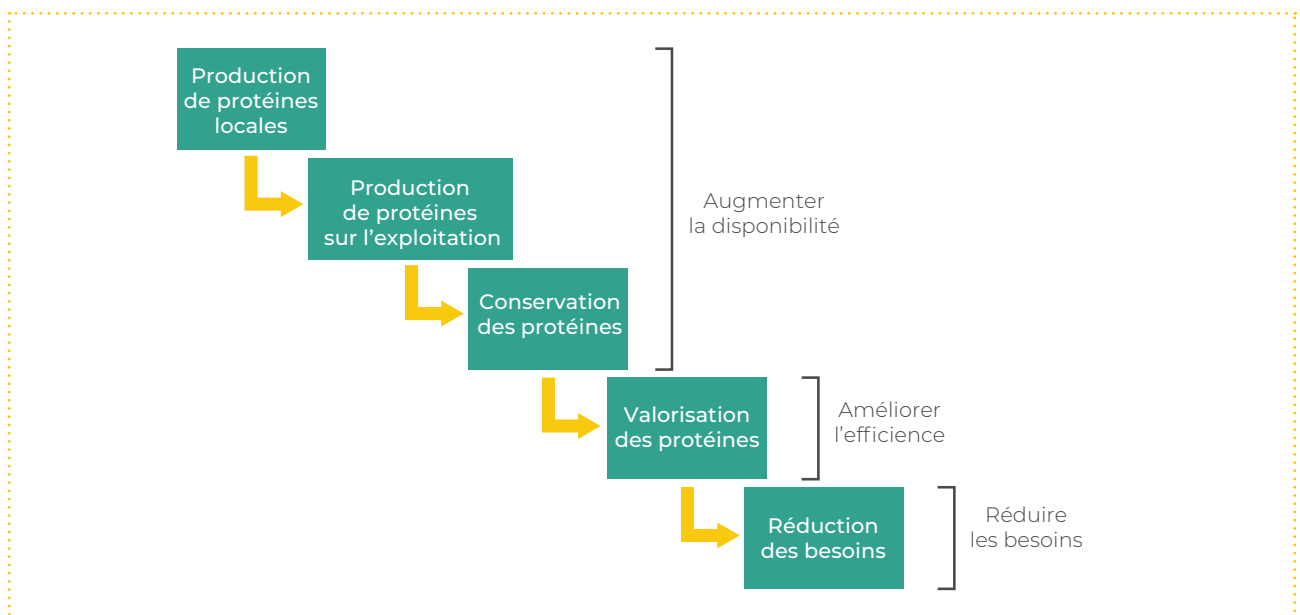 Production
de protéines
locales
Production
de protéines
sur l’exploitation
Augmenter
la disponibilité
Conservation
des protéines
Valorisation
des protéines
Améliorer
l’efficience
Réduction
des besoins
Réduire
les besoins